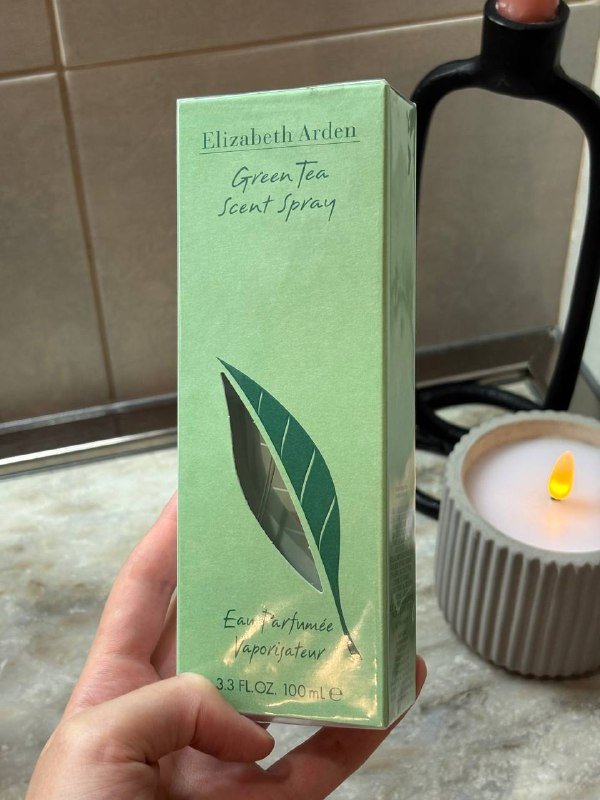 Elizabeth Arden
Green Tea
Scent Spray
Eau Parfumée
Vaporisateur
3.3 FL.OZ. 100 mL ℮